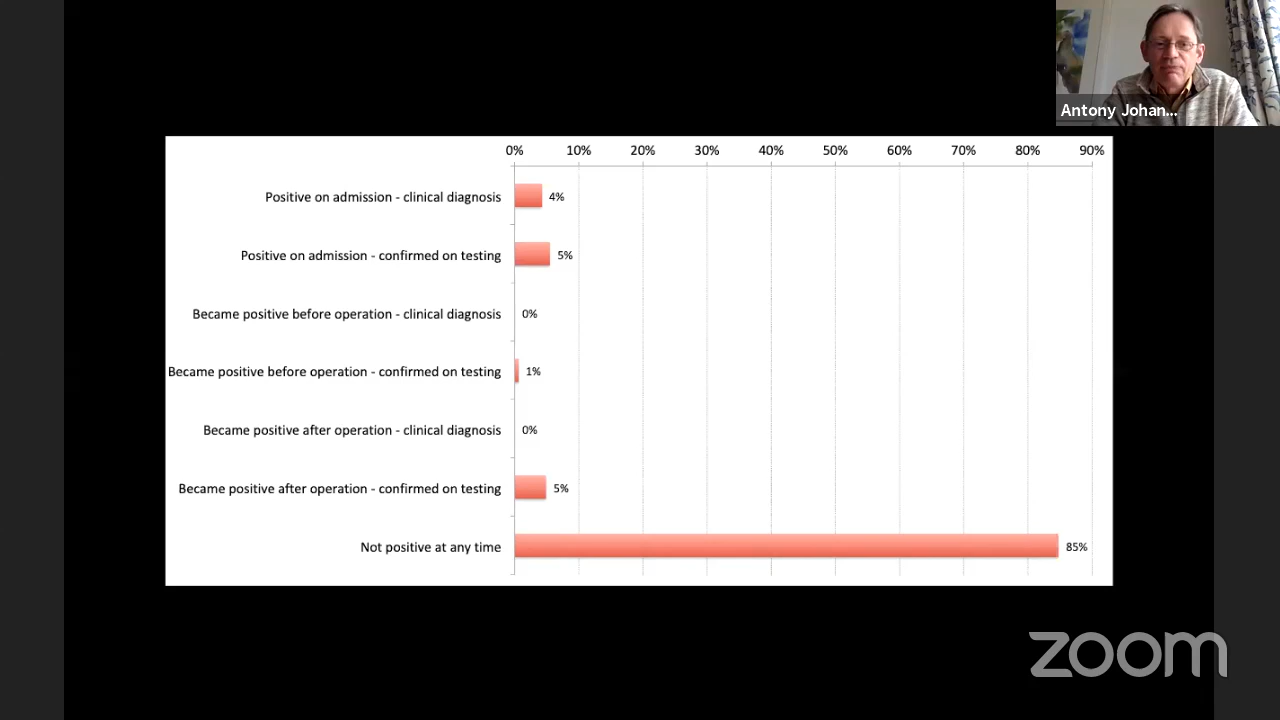 Antony Johan...
0% 10% 20% 30% 40% 50% 60% 70% 80% 90%
Positive on admission - clinical diagnosis 4%
Positive on admission - confirmed on testing 5%
Became positive before operation - clinical diagnosis 0%
Became positive before operation - confirmed on testing 1%
Became positive after operation - clinical diagnosis 0%
Became positive after operation - confirmed on testing 5%
Not positive at any time 85%
zoom